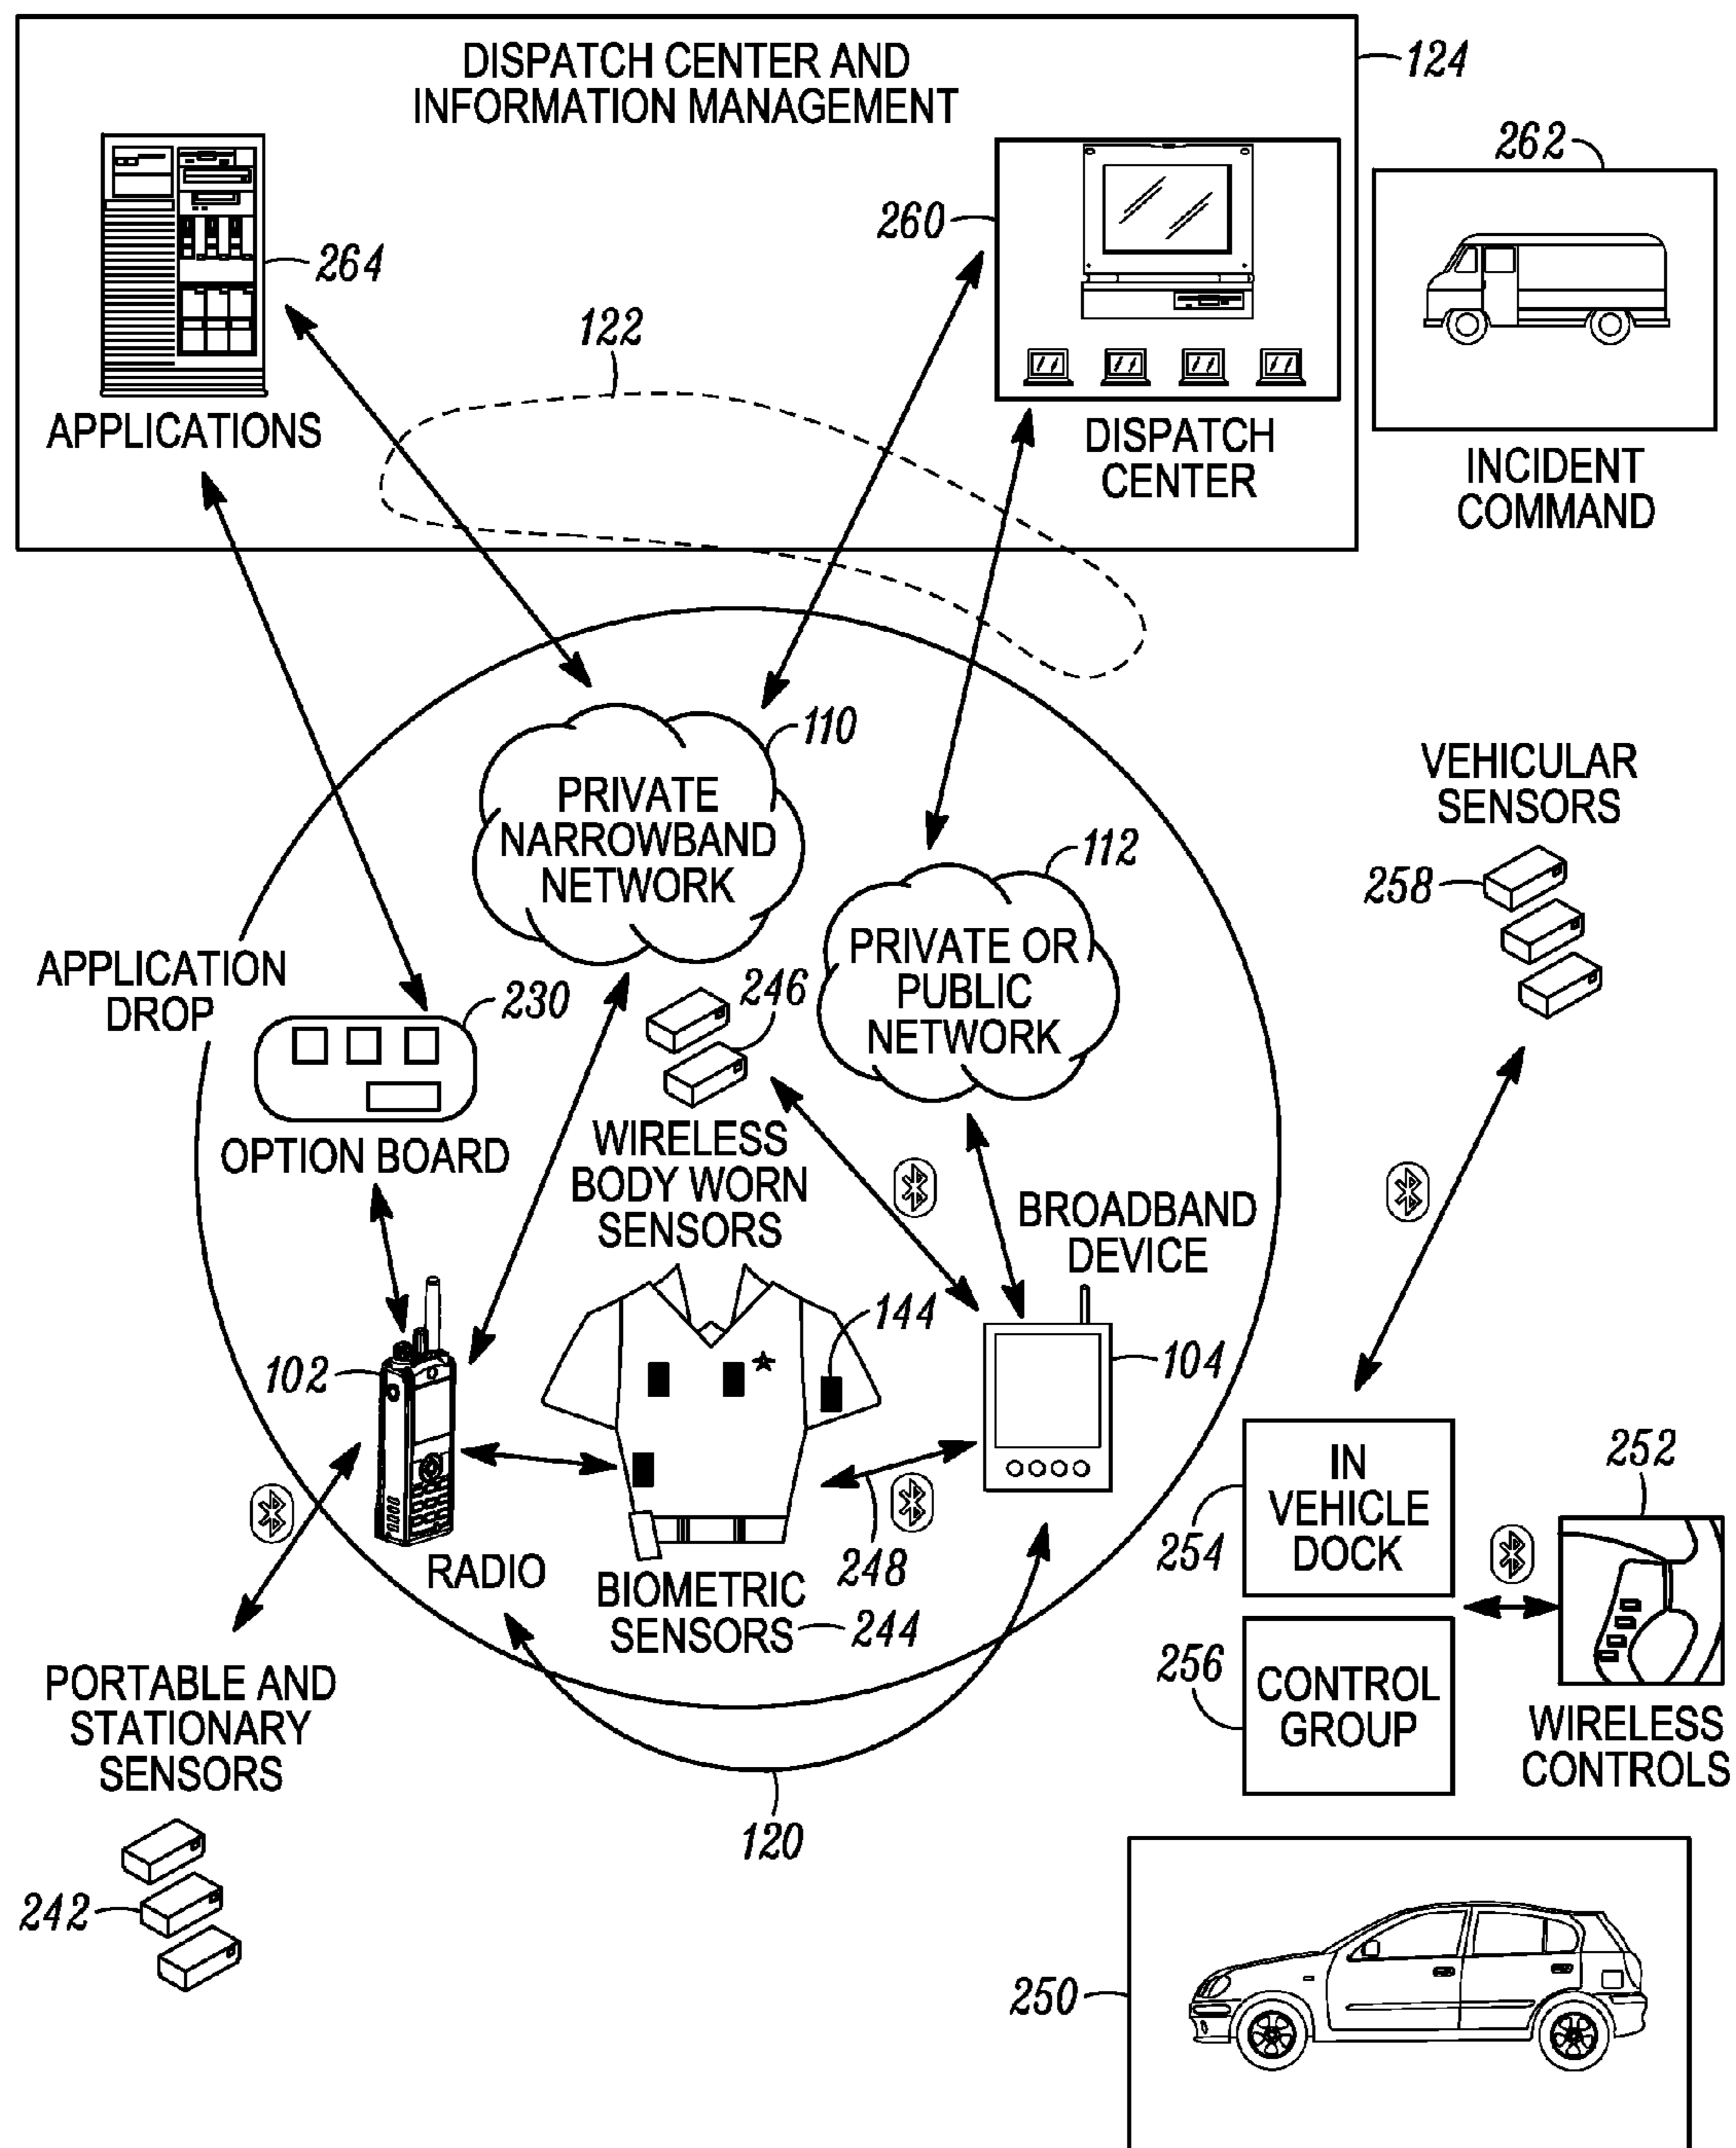 DISPATCH CENTER AND
INFORMATION MANAGEMENT
124
262
260
264
122
APPLICATIONS
DISPATCH
CENTER
INCIDENT
COMMAND
110
PRIVATE
NARROWBAND
NETWORK
VEHICULAR
SENSORS
112
258
PRIVATE OR
PUBLIC
NETWORK
APPLICATION
DROP
230
246
OPTION BOARD
WIRELESS
BODY WORN
SENSORS
BROADBAND
DEVICE
144
102
104
IN
VEHICLE
DOCK
252
254
248
RADIO
BIOMETRIC
SENSORS
244
256
CONTROL
GROUP
WIRELESS
CONTROLS
PORTABLE AND
STATIONARY
SENSORS
120
242
250